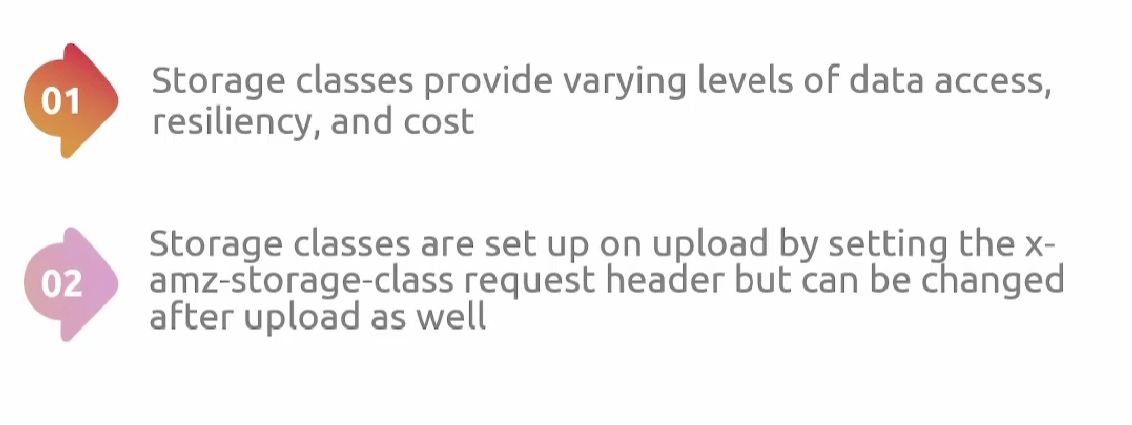 01
Storage classes provide varying levels of data access,
resiliency, and cost
02
Storage classes are set up on upload by setting the x-
amz-storage-class request header but can be changed
after upload as well